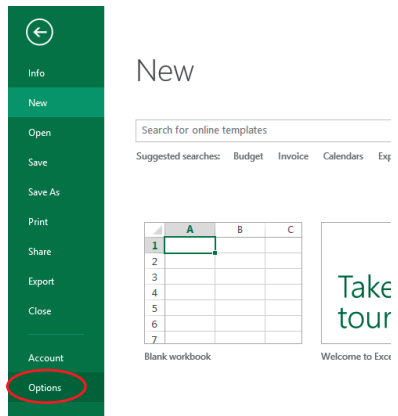 Info
New
Open
Save
Save As
Print
Share
Export
Close
Account
Options
New
Search for online templates
Suggested searches: Budget Invoice Calendars Exp
A B C
1
2
3
4
5
6
7
Blank workbook
Take
tour
Welcome to Exce